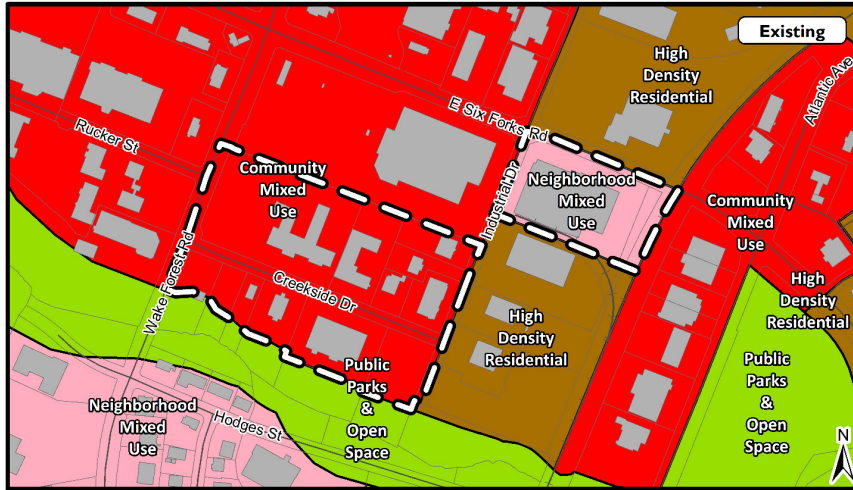 Existing
High
Density
Residential
Atlantic Ave
E Six Forks Rd
Rucker St
Community
Mixed
Use
Industrial Dr
Neighborhood
Mixed
Use
Community
Mixed
Use
Wake Forest Rd
Creekside Dr
High
Density
Residential
High
Density
Residential
Public
Parks
&
Open
Space
Public
Parks
&
Open
Space
Neighborhood
Mixed
Use
Hodges St
N